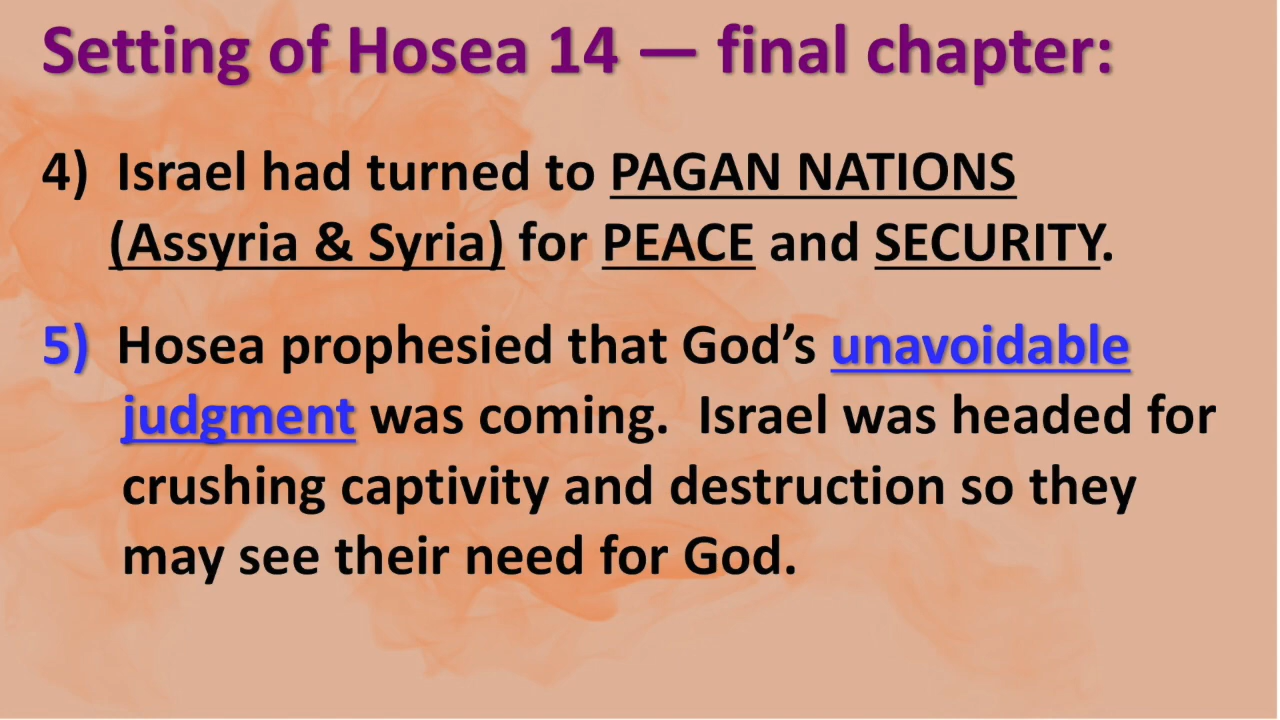 Setting of Hosea 14 — final chapter:
4) Israel had turned to PAGAN NATIONS
(Assyria & Syria) for PEACE and SECURITY.
5) Hosea prophesied that God’s unavoidable
judgment was coming. Israel was headed for
crushing captivity and destruction so they
may see their need for God.